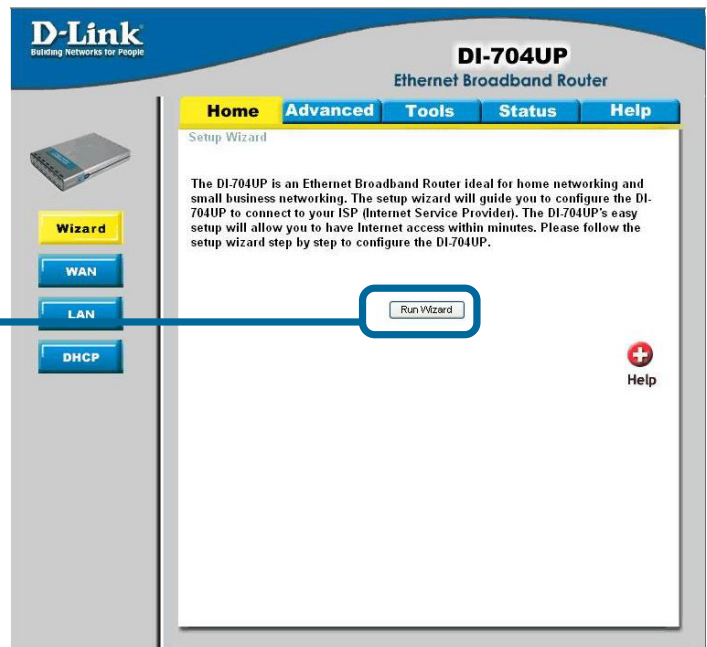 D-Link
Building Networks for People
DI-704UP
Ethernet Broadband Router
Home
Advanced
Tools
Status
Help
Setup Wizard
The DI-704UP is an Ethernet Broadband Router ideal for home networking and
small business networking. The setup wizard will guide you to configure the DI-
704UP to connect to your ISP (Internet Service Provider). The DI-704UP's easy
setup will allow you to have Internet access within minutes. Please follow the
setup wizard step by step to configure the DI-704UP.
Wizard
WAN
LAN
DHCP
Run Wizard
Help